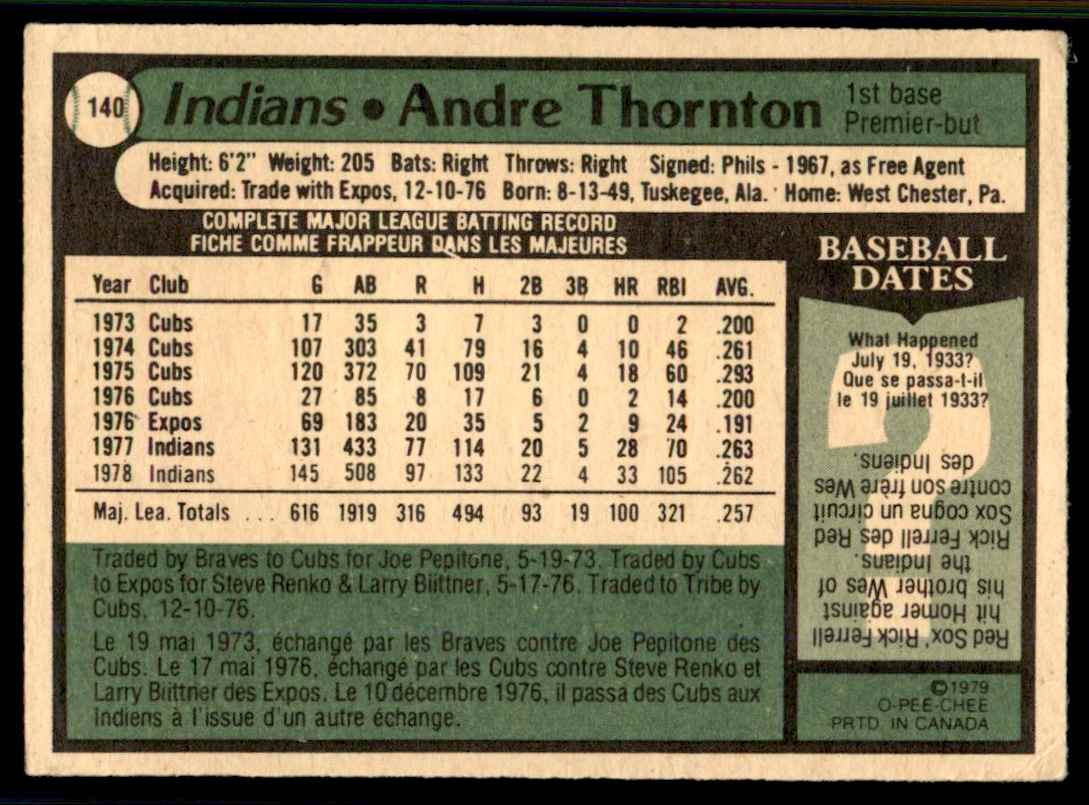 140
Indians • Andre Thornton
1st base
Premier-but
Height: 6'2" Weight: 205 Bats: Right Throws: Right Signed: Phils - 1967, as Free Agent
Acquired: Trade with Expos, 12-10-76 Born: 8-13-49, Tuskegee, Ala. Home: West Chester, Pa.
COMPLETE MAJOR LEAGUE BATTING RECORD
FICHE COMME FRAPPEUR DANS LES MAJEURES
Year Club G AB R H 2B 3B HR RBI AVG.
1973 Cubs 17 35 3 7 3 0 0 2 .200
1974 Cubs 107 303 41 79 16 4 10 46 .261
1975 Cubs 120 372 70 109 21 4 18 60 .293
1976 Cubs 27 85 8 17 6 0 2 14 .200
1976 Expos 69 183 20 35 5 2 9 24 .191
1977 Indians 131 433 77 114 20 5 28 70 .263
1978 Indians 145 508 97 133 22 4 33 105 .262
Maj. Lea. Totals ... 616 1919 316 494 93 19 100 321 .257
Traded by Braves to Cubs for Joe Pepitone, 5-19-73. Traded by Cubs
to Expos for Steve Renko & Larry Biittner, 5-17-76. Traded to Tribe by
Cubs, 12-10-76.
Le 19 mai 1973, échangé par les Braves contre Joe Pepitone des
Cubs. Le 17 mai 1976, échangé par les Cubs contre Steve Renko et
Larry Biittner des Expos. Le 10 décembre 1976, il passa des Cubs aux
Indiens à l'issue d'un autre échange.
BASEBALL
DATES
What Happened
July 19, 1933?
Que se passa-t-il
le 19 juillet 1933?
Red Sox', Rick Ferrell
hit Homer against
his brother Wes of
the Indians.
Rick Ferrell des Red
Sox cogna un circuit
contre son frère Wes
des Indiens.
©1979
O-PEE-CHEE
PRTD. IN CANADA